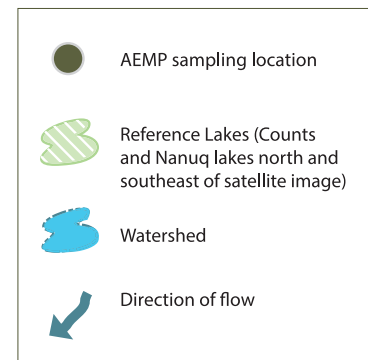 AEMP sampling location
Reference Lakes (Counts
and Nanuq lakes north and
southeast of satellite image)
Watershed
Direction of flow